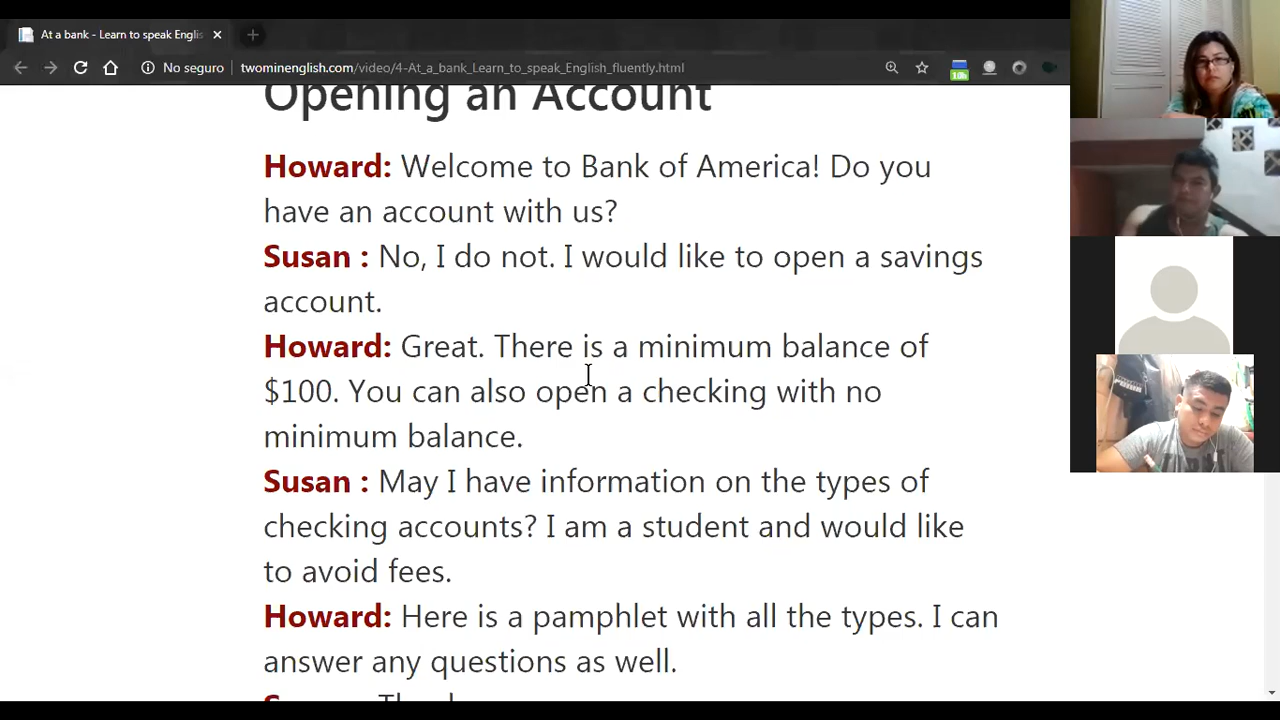 At a bank - Learn to speak Englis
No seguro twominenglish.com/video/4-At_a_bank_Learn_to_speak_English_fluently.html
10h
Opening an Account
Howard: Welcome to Bank of America! Do you
have an account with us?
Susan : No, I do not. I would like to open a savings
account.
Howard: Great. There is a minimum balance of
$100. You can also open a checking with no
minimum balance.
Susan : May I have information on the types of
checking accounts? I am a student and would like
to avoid fees.
Howard: Here is a pamphlet with all the types. I can
answer any questions as well.